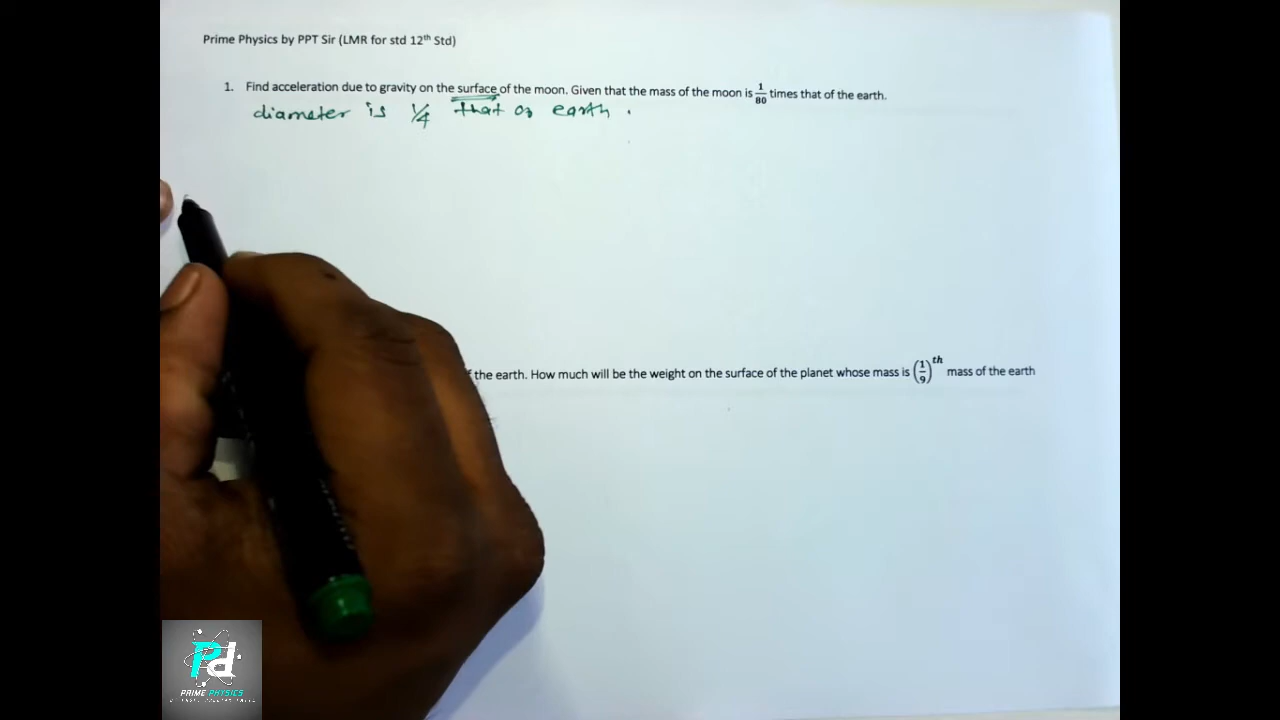 Prime Physics by PPT Sir (LMR for std 12th Std)
1. Find acceleration due to gravity on the surface of the moon. Given that the mass of the moon is 1/80 times that of the earth.
diameter is 1/4 that of earth.
the earth. How much will be the weight on the surface of the planet whose mass is (1/9)th mass of the earth
Pd
PRIME PHYSICS